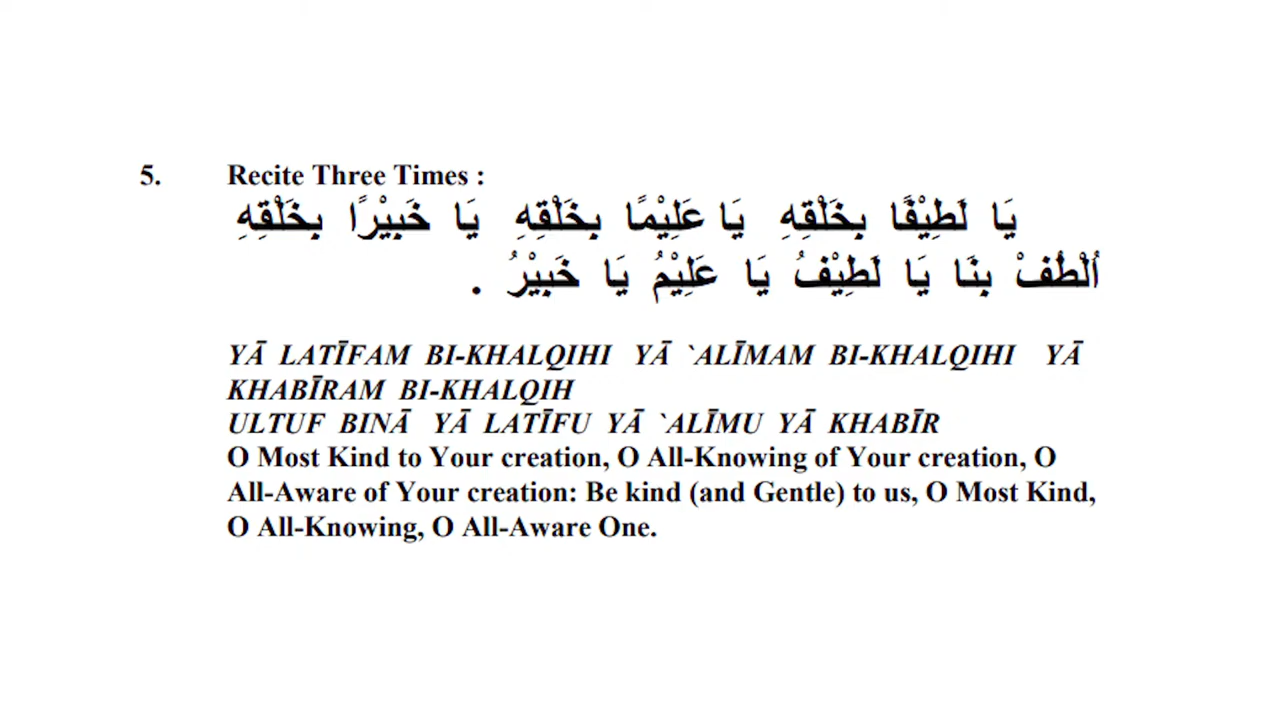 5. Recite Three Times :
يَا لَطِيْفًا بِخَلْقِهِ يَا عَلِيْمًا بِخَلْقِهِ يَا خَبِيْرًا بِخَلْقِهِ
اُلْطُفْ بِنَا يَا لَطِيْفُ يَا عَلِيْمُ يَا خَبِيْرُ .
YĀ LATĪFAM BI-KHALQIHI YĀ `ALĪMAM BI-KHALQIHI YĀ
KHABĪRAM BI-KHALQIH
ULTUF BINĀ YĀ LATĪFU YĀ `ALĪMU YĀ KHABĪR
O Most Kind to Your creation, O All-Knowing of Your creation, O
All-Aware of Your creation: Be kind (and Gentle) to us, O Most Kind,
O All-Knowing, O All-Aware One.